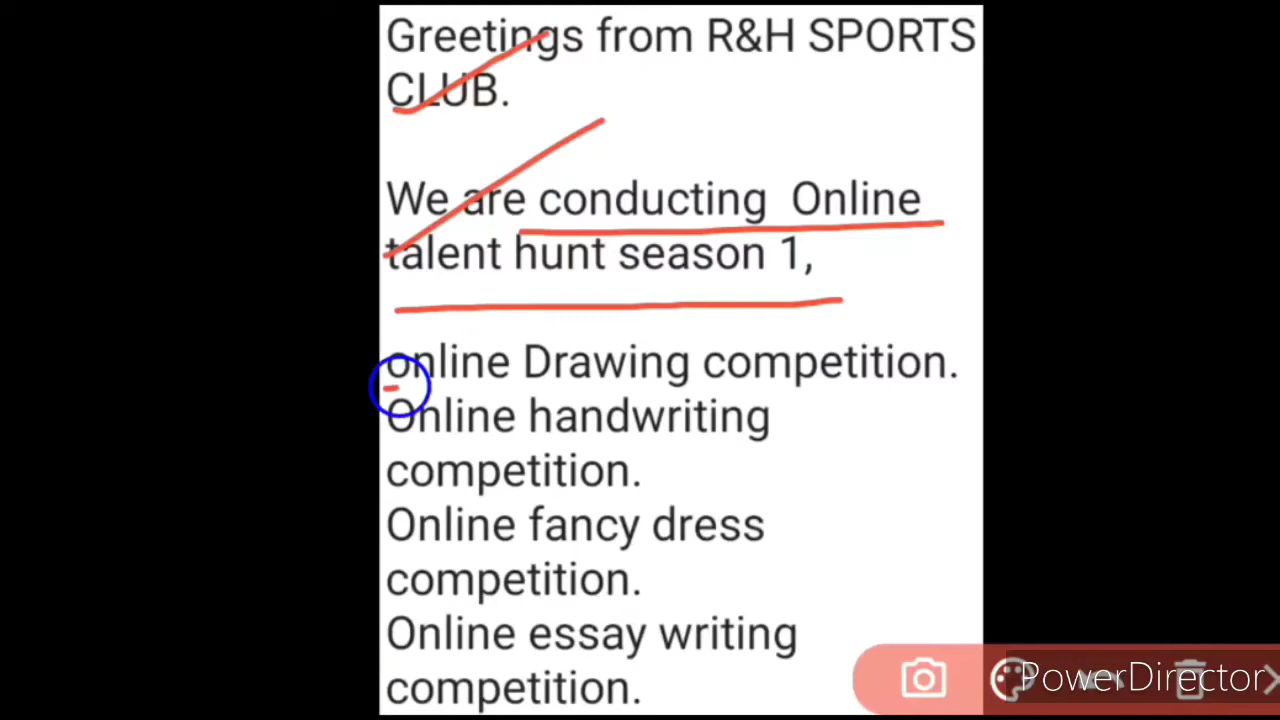 Greetings from R&H SPORTS
CLUB.
We are conducting  Online
talent hunt season 1,
online Drawing competition.
Online handwriting
competition.
Online fancy dress
competition.
Online essay writing
competition.
PowerDirector